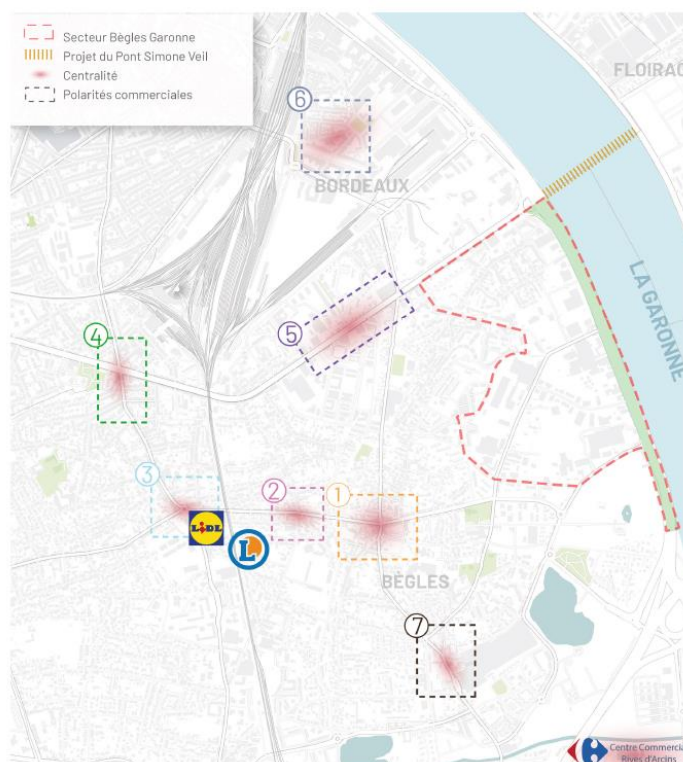 Secteur Bègles Garonne
Projet du Pont Simone Veil
Centralité
Polarités commerciales
FLOIRAC
6
BORDEAUX
LA GARONNE
5
4
3
2
1
LIDL
L
BÈGLES
7
Centre Commercia
Rives d'Arcins